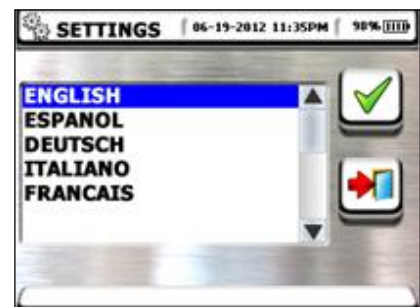 SETTINGS 06-19-2012 11:35PM 98%
ENGLISH
ESPANOL
DEUTSCH
ITALIANO
FRANCAIS